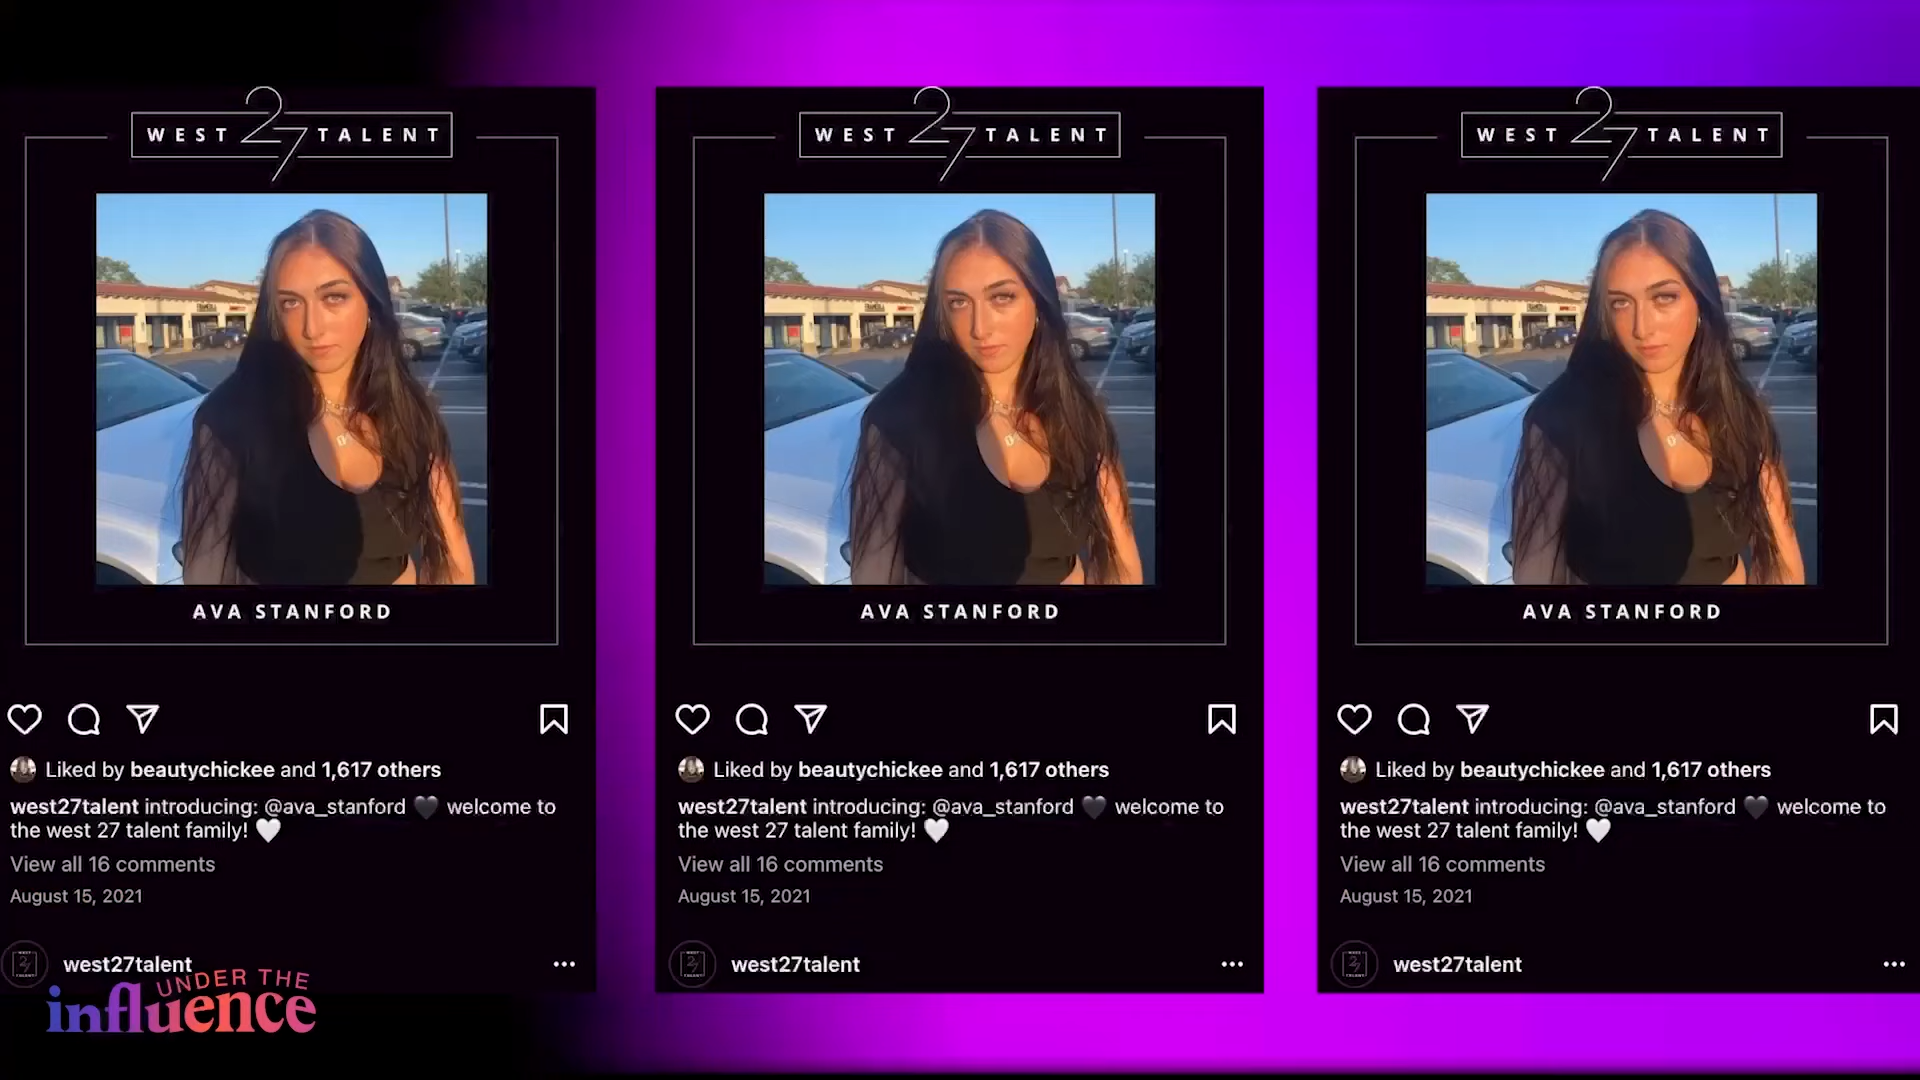 WEST 27 TALENT
AVA STANFORD
Liked by beautychickee and 1,617 others
west27talent introducing: @ava_stanford 🖤 welcome to
the west 27 talent family! 🤍
View all 16 comments
August 15, 2021
west27talent
WEST 27 TALENT
AVA STANFORD
Liked by beautychickee and 1,617 others
west27talent introducing: @ava_stanford 🖤 welcome to
the west 27 talent family! 🤍
View all 16 comments
August 15, 2021
west27talent
WEST 27 TALENT
AVA STANFORD
Liked by beautychickee and 1,617 others
west27talent introducing: @ava_stanford 🖤 welcome to
the west 27 talent family! 🤍
View all 16 comments
August 15, 2021
west27talent
UNDER THE
influence